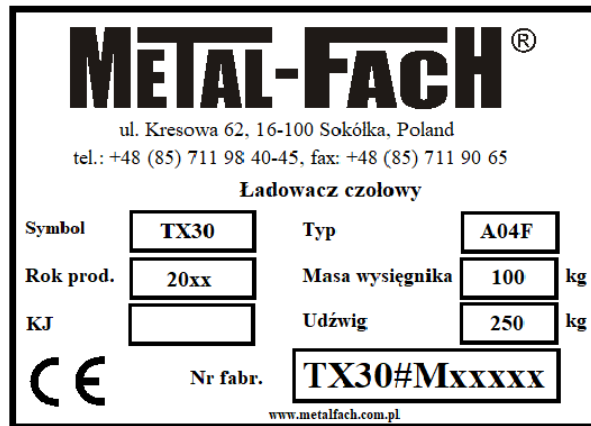 METAL-FACH®
ul. Kresowa 62, 16-100 Sokółka, Poland
tel.: +48 (85) 711 98 40-45, fax: +48 (85) 711 90 65
Ładowacz czołowy
Symbol TX30 Typ A04F
Rok prod. 20xx Masa wysięgnika 100 kg
KJ Udźwig 250 kg
CE Nr fabr. TX30#Mxxxxx
www.metalfach.com.pl